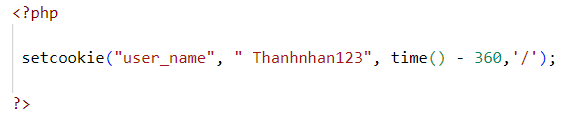 <?php
setcookie("user_name", " Thanhnhan123", time() - 360,'/');
?>